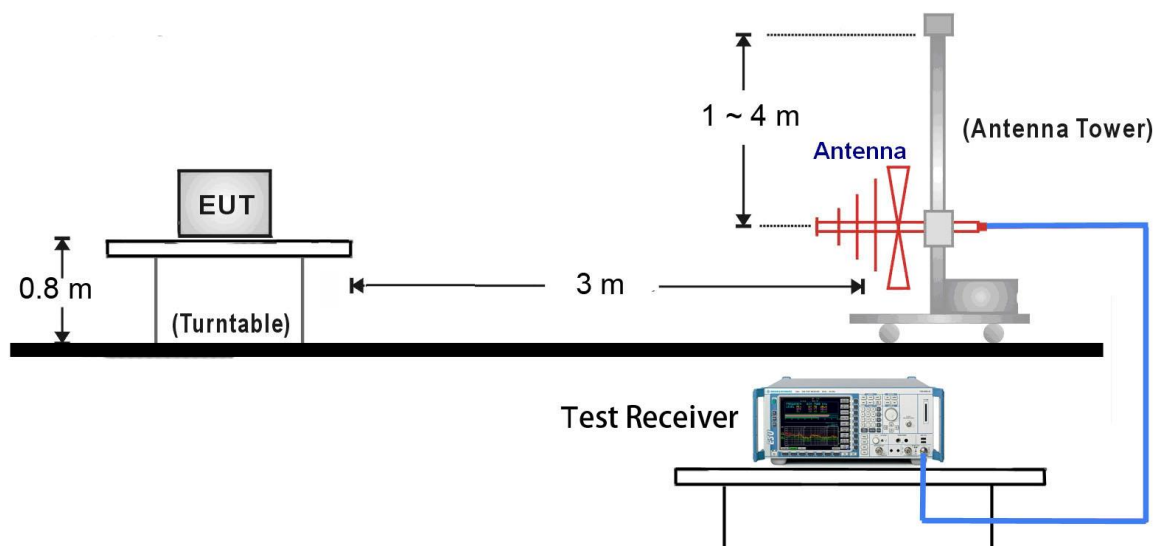 1 ~ 4 m
(Antenna Tower)
Antenna
EUT
0.8 m
3 m
(Turntable)
Test Receiver